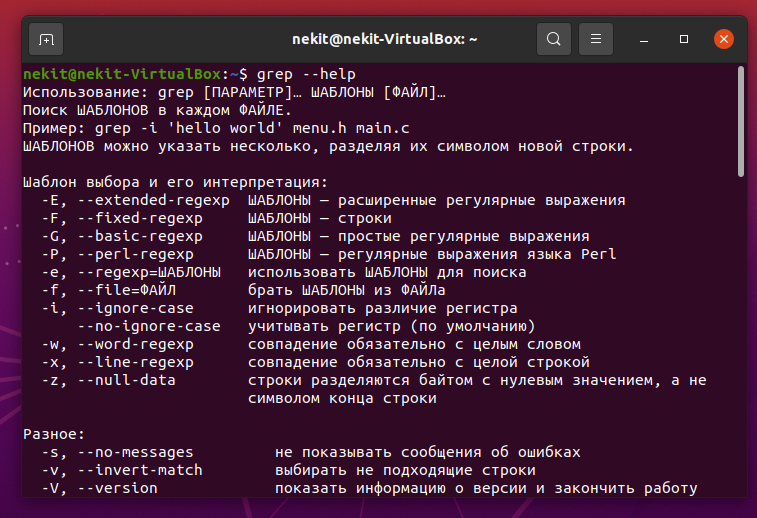 nekit@nekit-VirtualBox: ~
nekit@nekit-VirtualBox:~$ grep --help
Использование: grep [ПАРАМЕТР]… ШАБЛОНЫ [ФАЙЛ]…
Поиск ШАБЛОНОВ в каждом ФАЙЛЕ.
Пример: grep -i 'hello world' menu.h main.c
ШАБЛОНОВ можно указать несколько, разделяя их символом новой строки.

Шаблон выбора и его интерпретация:
  -E, --extended-regexp  ШАБЛОНЫ — расширенные регулярные выражения
  -F, --fixed-regexp     ШАБЛОНЫ — строки
  -G, --basic-regexp     ШАБЛОНЫ — простые регулярные выражения
  -P, --perl-regexp      ШАБЛОНЫ — регулярные выражения языка Perl
  -e, --regexp=ШАБЛОНЫ   использовать ШАБЛОНЫ для поиска
  -f, --file=ФАЙЛ        брать ШАБЛОНЫ из ФАЙЛа
  -i, --ignore-case      игнорировать различие регистра
      --no-ignore-case   учитывать регистр (по умолчанию)
  -w, --word-regexp      совпадение обязательно с целым словом
  -x, --line-regexp      совпадение обязательно с целой строкой
  -z, --null-data        строки разделяются байтом с нулевым значением, а не
                         символом конца строки

Разное:
  -s, --no-messages         не показывать сообщения об ошибках
  -v, --invert-match        выбирать не подходящие строки
  -V, --version             показать информацию о версии и закончить работу